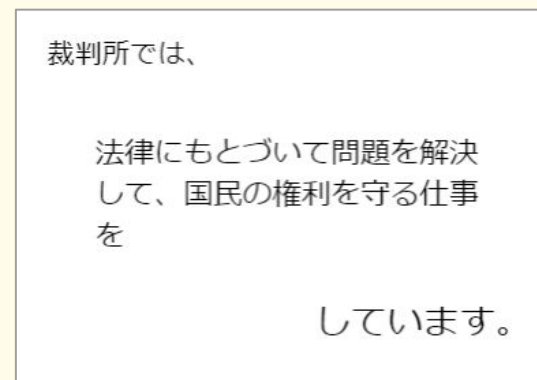 裁判所では、
法律にもとづいて問題を解決
して、国民の権利を守る仕事
を
しています。